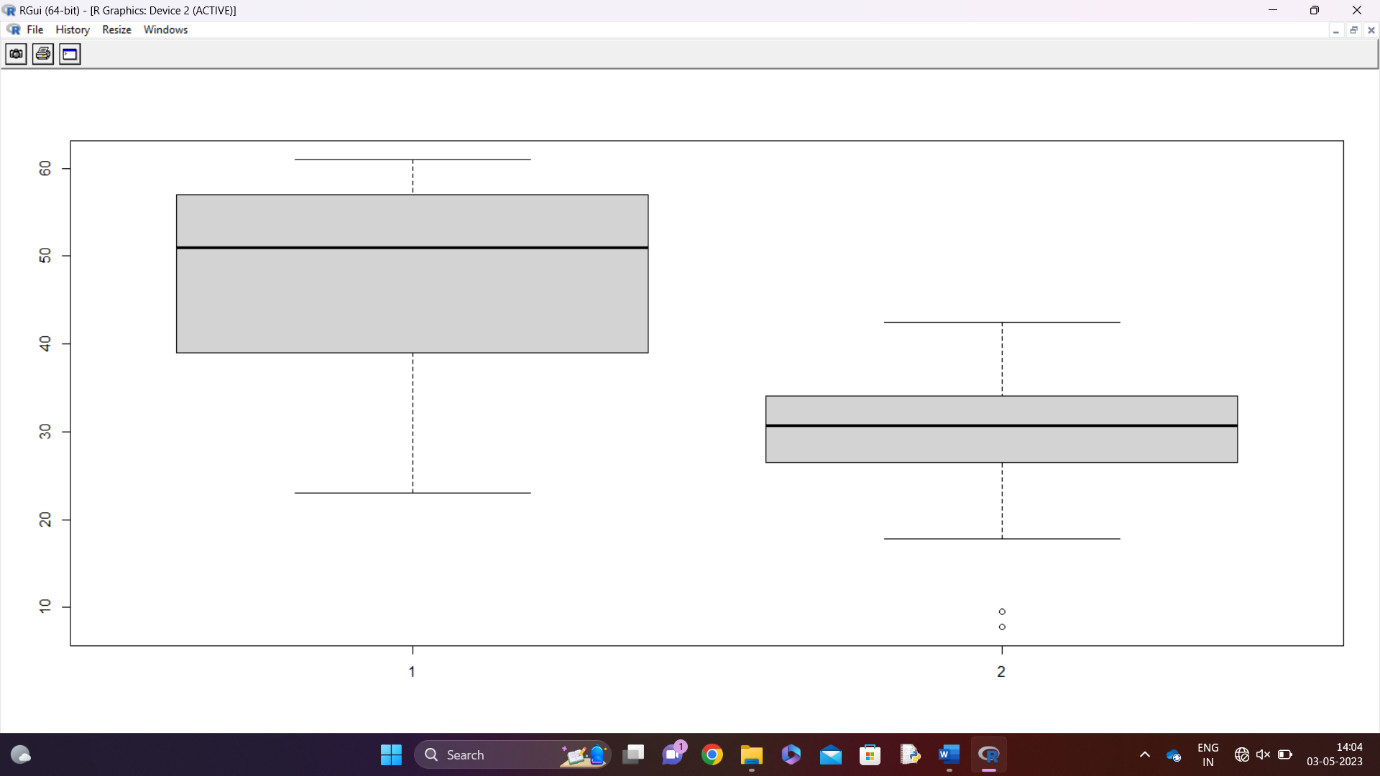 RGui (64-bit) - [R Graphics: Device 2 (ACTIVE)]
File History Resize Windows
60
50
40
30
20
10
1 2
Search
1
ENG
IN
14:04
03-05-2023